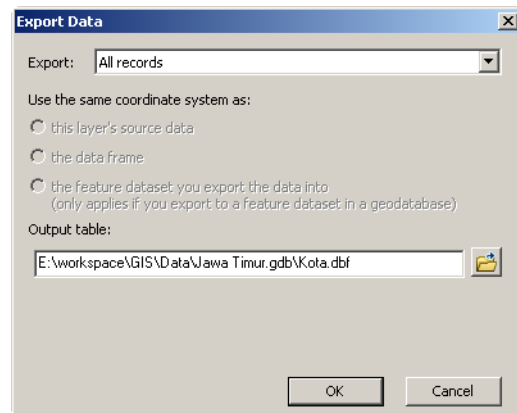 Export Data
Export: All records
Use the same coordinate system as:
this layer's source data
the data frame
the feature dataset you export the data into
(only applies if you export to a feature dataset in a geodatabase)
Output table:
E:\workspace\GIS\Data\Jawa Timur.gdb\Kota.dbf
OK Cancel